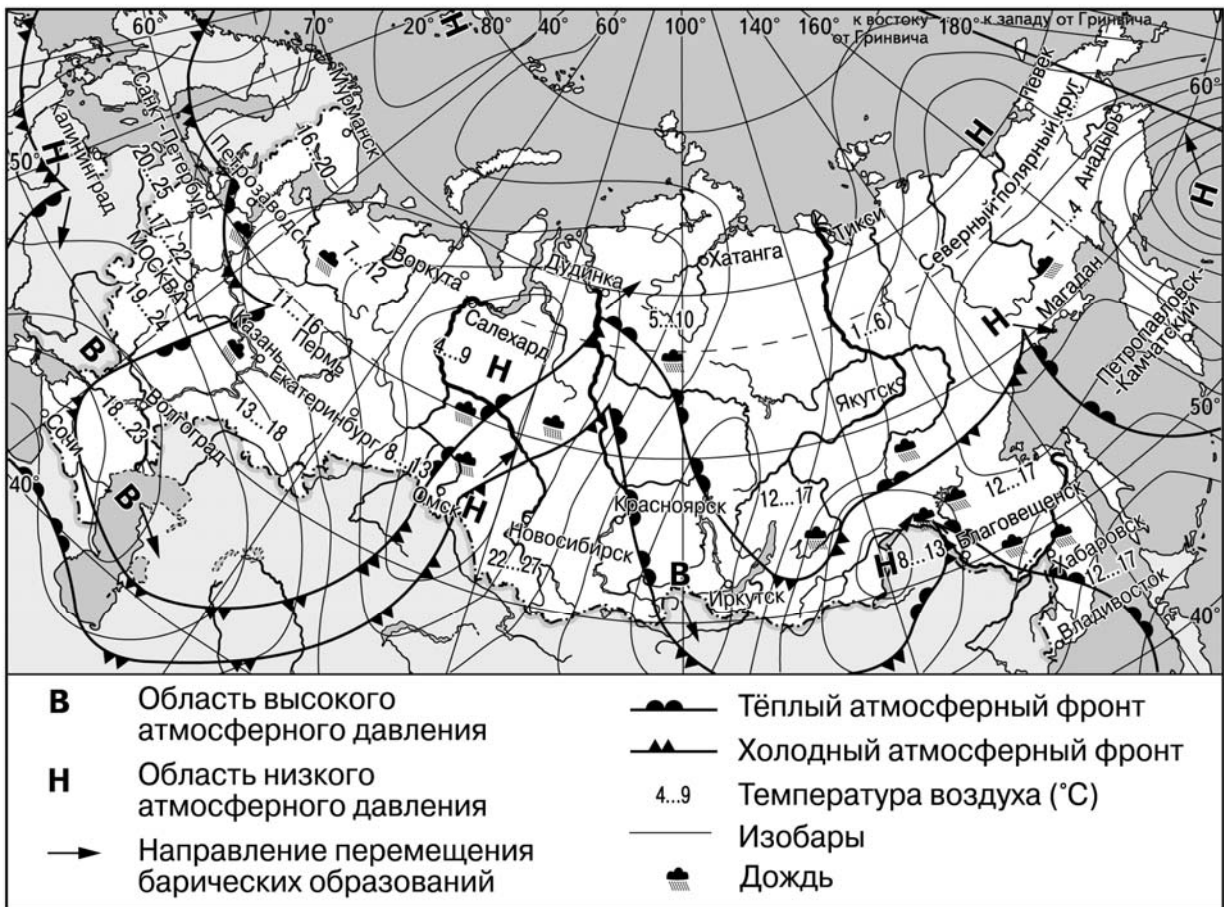 60° 70° 20° 80° 40° 60° 100° 140° 160° 180°
к востоку от Гринвича
к западу от Гринвича
Н
Н
Калининград
Санкт-Петербург
Мурманск
Петрозаводск
16...20
20...25
17...22
МОСКВА
19...24
50°
60°
Певек
Н
Северный полярный круг
Анадырь
Н
-1...4
Воркута
7...12
Дудинка
Хатанга
Тикси
Магадан
Н
Петропавловск-
-Камчатский
11...16
Казань
Пермь
Салехард
4...9
Н
5...10
1...6
Якутск
50°
В
Волгоград
Екатеринбург
13...18
8...13
18...23
Сочи
40°
В
Омск
Н
Новосибирск
22...27
Красноярск
12...17
В
Иркутск
Н
8...13
Благовещенск
12...17
Хабаровск
12...17
Владивосток
40°
В Область высокого
атмосферного давления
Н Область низкого
атмосферного давления
Направление перемещения
барических образований
Тёплый атмосферный фронт
Холодный атмосферный фронт
4...9 Температура воздуха (°С)
Изобары
Дождь